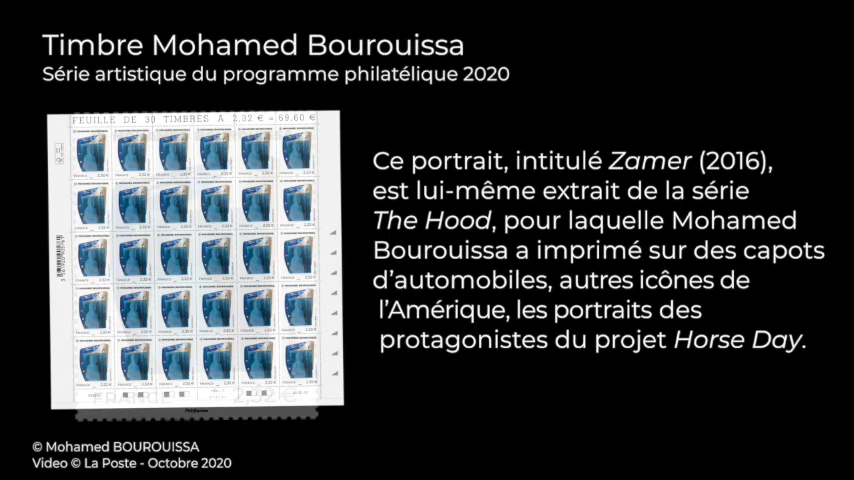 Timbre Mohamed Bourouissa
Série artistique du programme philatélique 2020
FEUILLE DE 30 TIMBRES A 2,32 € = 69,60 €
Ce portrait, intitulé Zamer (2016),
est lui-même extrait de la série
The Hood, pour laquelle Mohamed
Bourouissa a imprimé sur des capots
d’automobiles, autres icônes de
l’Amérique, les portraits des
protagonistes du projet Horse Day.
FRANCE 2,32 €
© Mohamed BOUROUISSA
Video © La Poste - Octobre 2020